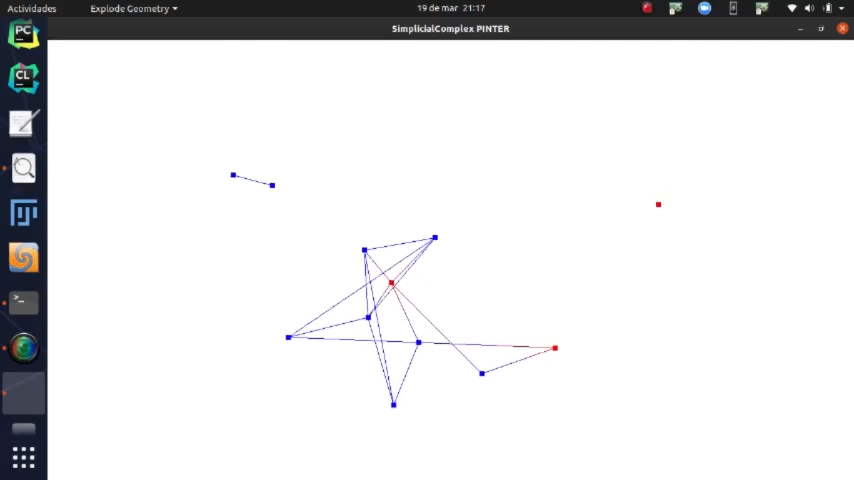 Actividades Explode Geometry 19 de mar 21:17
SimplicialComplex PINTER
PC
CL
>_